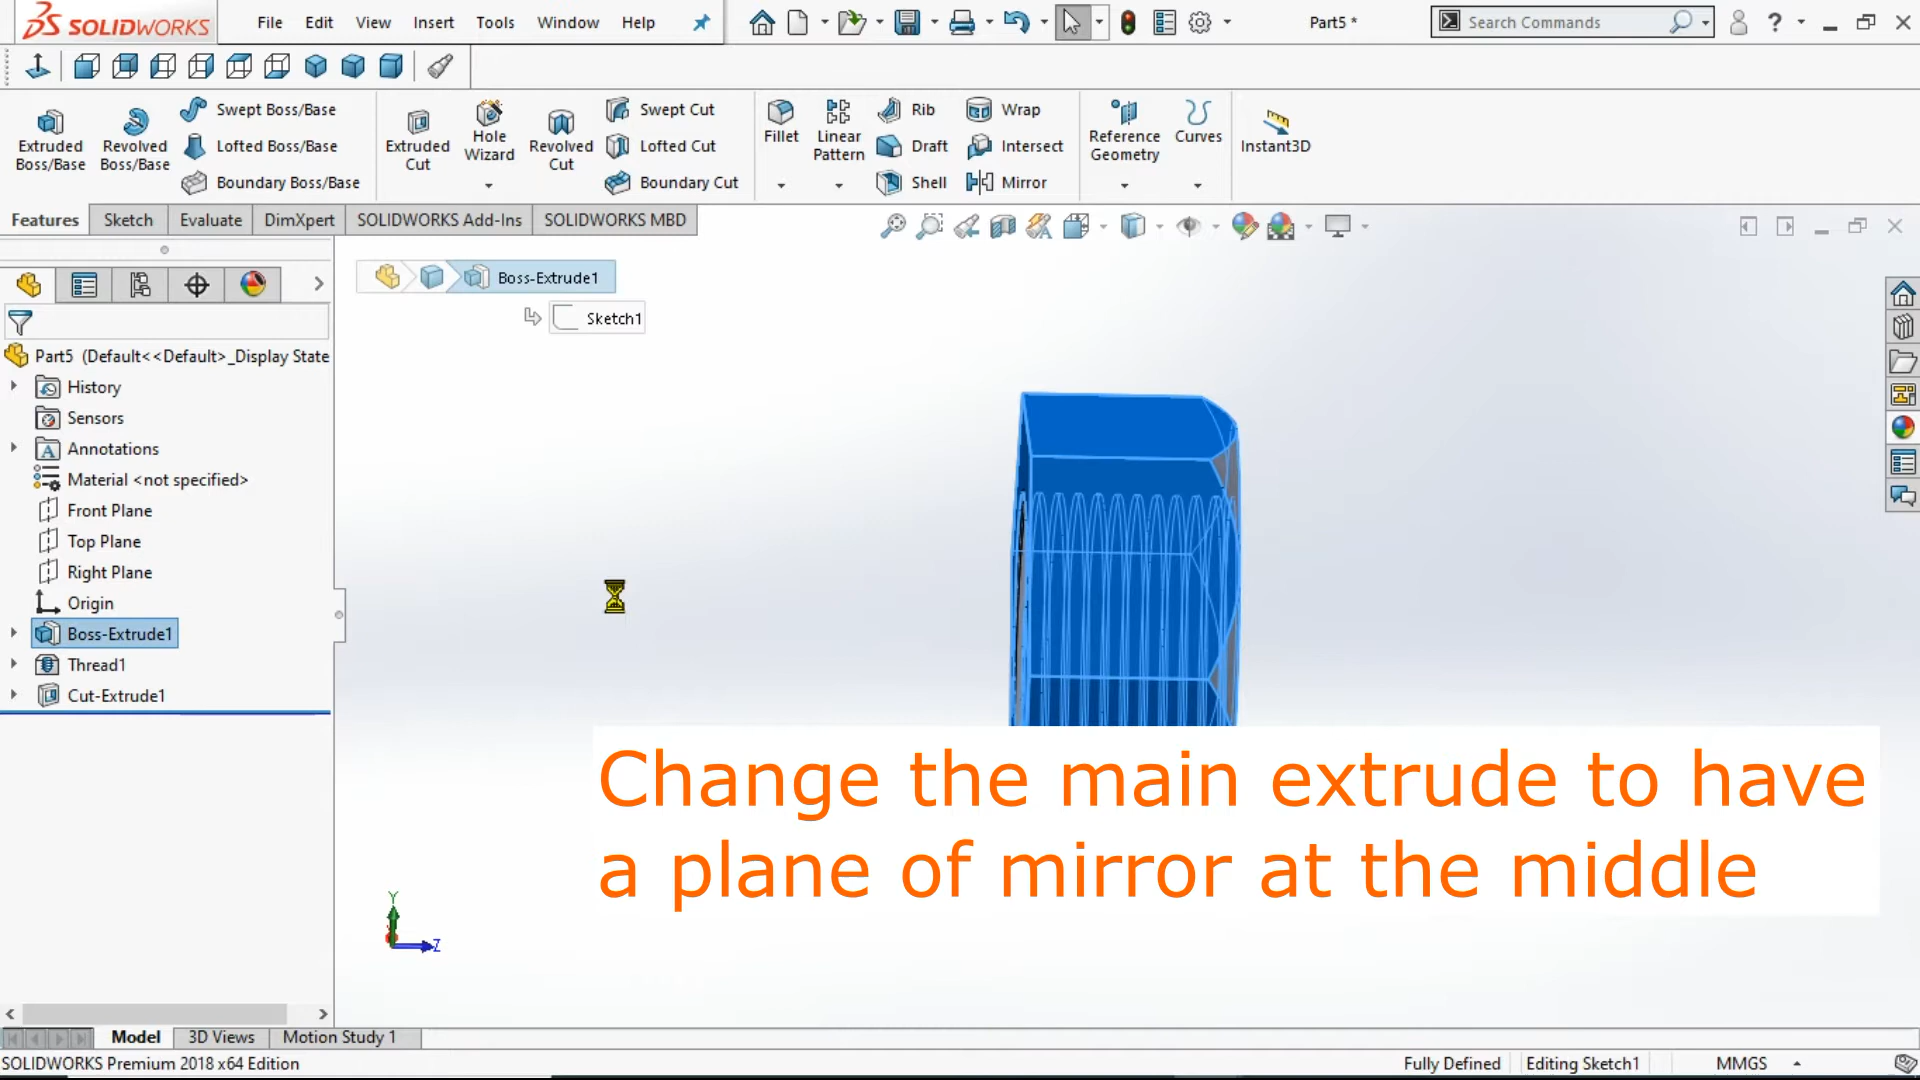 SOLIDWORKS
File Edit View Insert Tools Window Help
Part5 *
Search Commands
Extruded Boss/Base
Revolved Boss/Base
Swept Boss/Base
Lofted Boss/Base
Boundary Boss/Base
Extruded Cut
Hole Wizard
Revolved Cut
Swept Cut
Lofted Cut
Boundary Cut
Fillet
Linear Pattern
Rib
Draft
Shell
Wrap
Intersect
Mirror
Reference Geometry
Curves
Instant3D
Features Sketch Evaluate DimXpert SOLIDWORKS Add-Ins SOLIDWORKS MBD
Boss-Extrude1
Sketch1
Part5 (Default<<Default>_Display State
History
Sensors
Annotations
Material <not specified>
Front Plane
Top Plane
Right Plane
Origin
Boss-Extrude1
Thread1
Cut-Extrude1
Change the main extrude to have
a plane of mirror at the middle
Y
Z
Model 3D Views Motion Study 1
SOLIDWORKS Premium 2018 x64 Edition
Fully Defined Editing Sketch1 MMGS